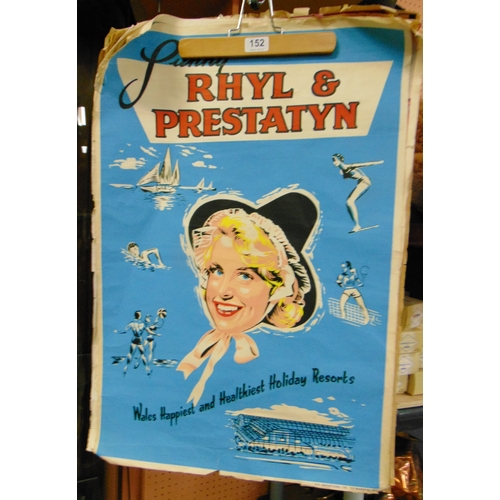 152
Sunny
RHYL &
PRESTATYN
Wales Happiest and Healthiest Holiday Resorts